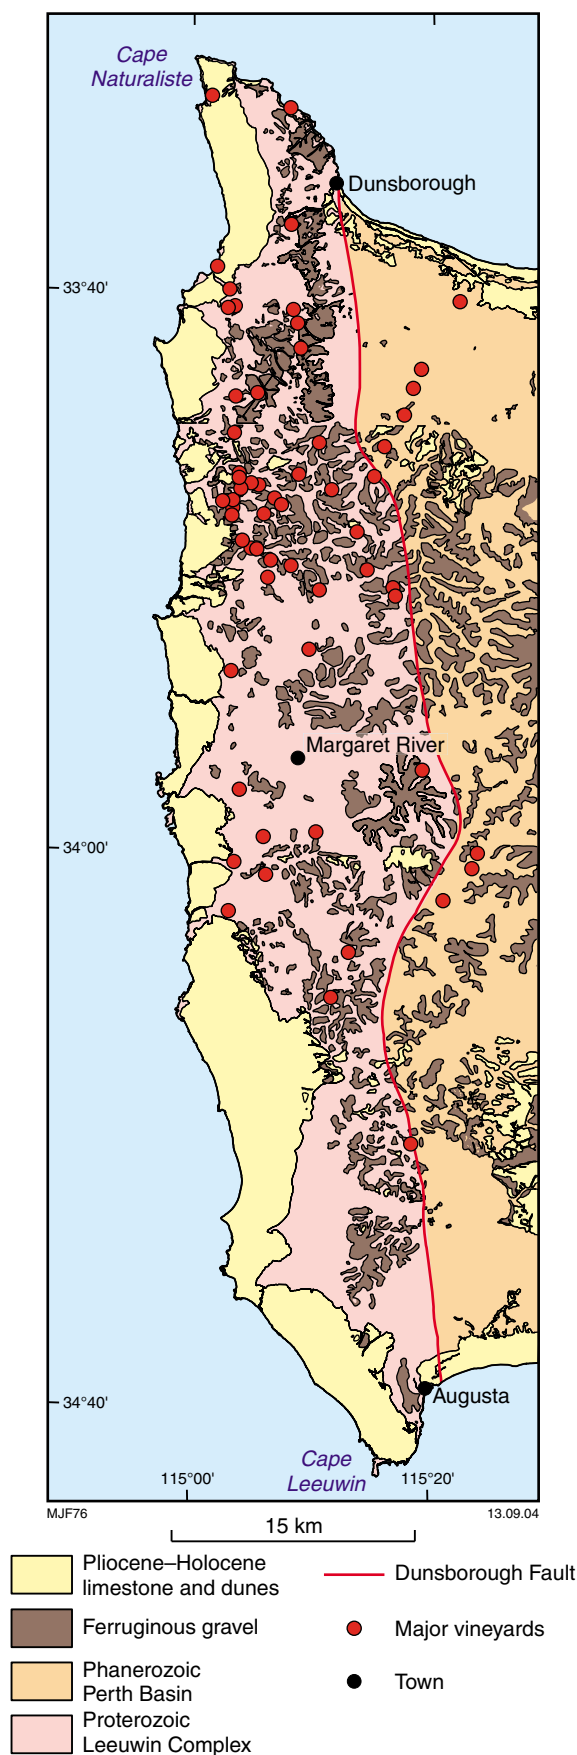 Cape
Naturaliste
Dunsborough
33°40'
Margaret River
34°00'
34°40'
Augusta
Cape
Leeuwin
115°00'
115°20'
MJF76
13.09.04
15 km
Pliocene–Holocene
limestone and dunes
Dunsborough Fault
Ferruginous gravel
Major vineyards
Phanerozoic
Perth Basin
Town
Proterozoic
Leeuwin Complex